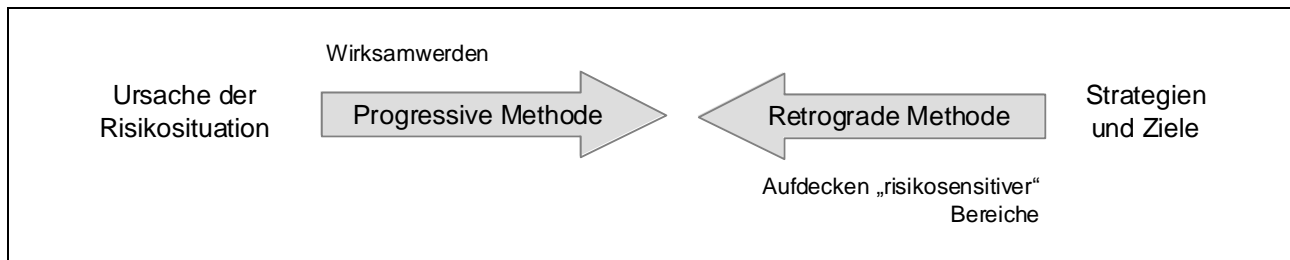 Wirksamwerden
Ursache der
Risikosituation
Progressive Methode
Retrograde Methode
Strategien
und Ziele
Aufdecken „risikosensitiver“
Bereiche